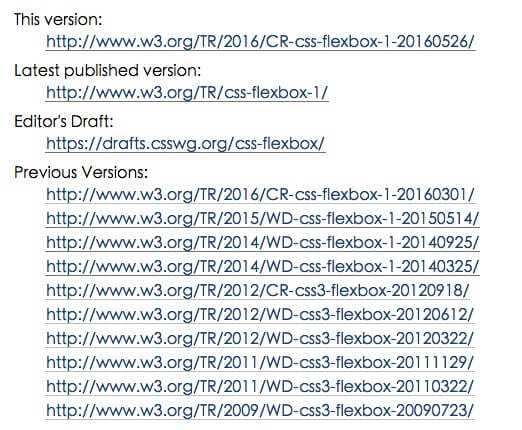 This version:
http://www.w3.org/TR/2016/CR-css-flexbox-1-20160526/
Latest published version:
http://www.w3.org/TR/css-flexbox-1/
Editor's Draft:
https://drafts.csswg.org/css-flexbox/
Previous Versions:
http://www.w3.org/TR/2016/CR-css-flexbox-1-20160301/
http://www.w3.org/TR/2015/WD-css-flexbox-1-20150514/
http://www.w3.org/TR/2014/WD-css-flexbox-1-20140925/
http://www.w3.org/TR/2014/WD-css-flexbox-1-20140325/
http://www.w3.org/TR/2012/CR-css3-flexbox-20120918/
http://www.w3.org/TR/2012/WD-css3-flexbox-20120612/
http://www.w3.org/TR/2012/WD-css3-flexbox-20120322/
http://www.w3.org/TR/2011/WD-css3-flexbox-20111129/
http://www.w3.org/TR/2011/WD-css3-flexbox-20110322/
http://www.w3.org/TR/2009/WD-css3-flexbox-20090723/